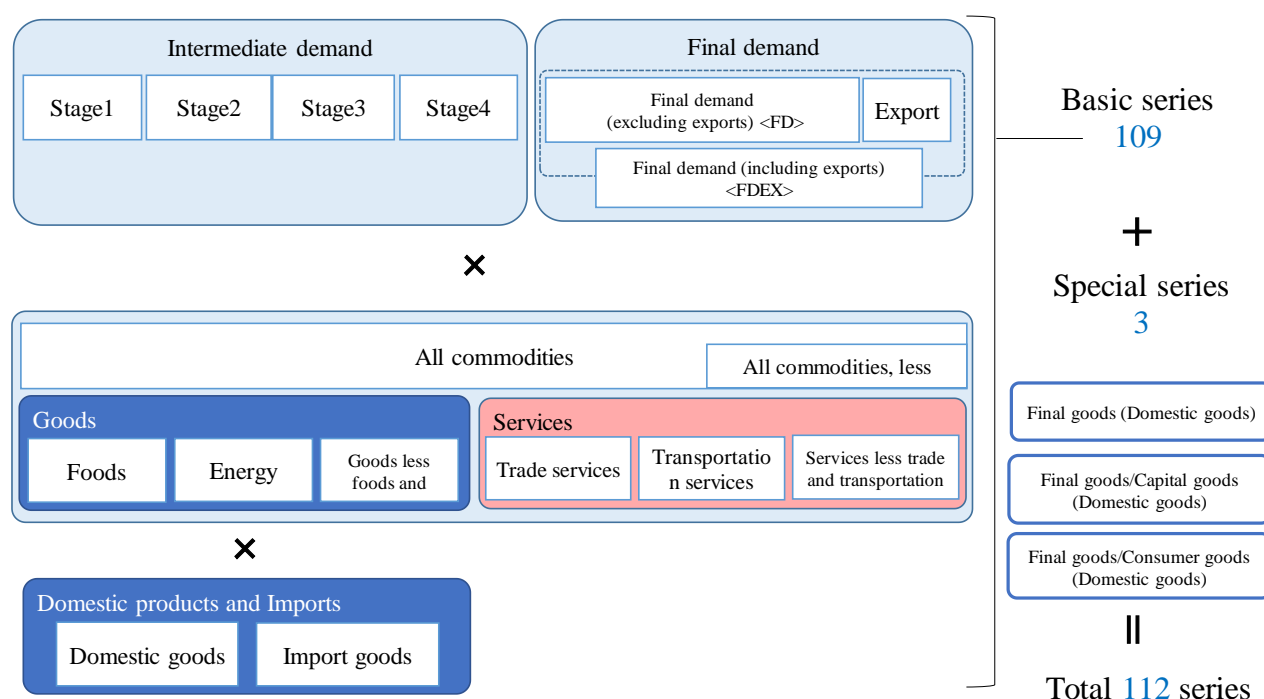 Intermediate demand
Stage1
Stage2
Stage3
Stage4
Final demand
Final demand
(excluding exports) <FD>
Export
Final demand (including exports)
<FDEX>
×
All commodities
All commodities, less
Goods
Foods
Energy
Goods less
foods and
Services
Trade services
Transportatio
n services
Services less trade
and transportation
×
Domestic products and Imports
Domestic goods
Import goods
Basic series
109
+
Special series
3
Final goods (Domestic goods)
Final goods/Capital goods
(Domestic goods)
Final goods/Consumer goods
(Domestic goods)
=
Total 112 series